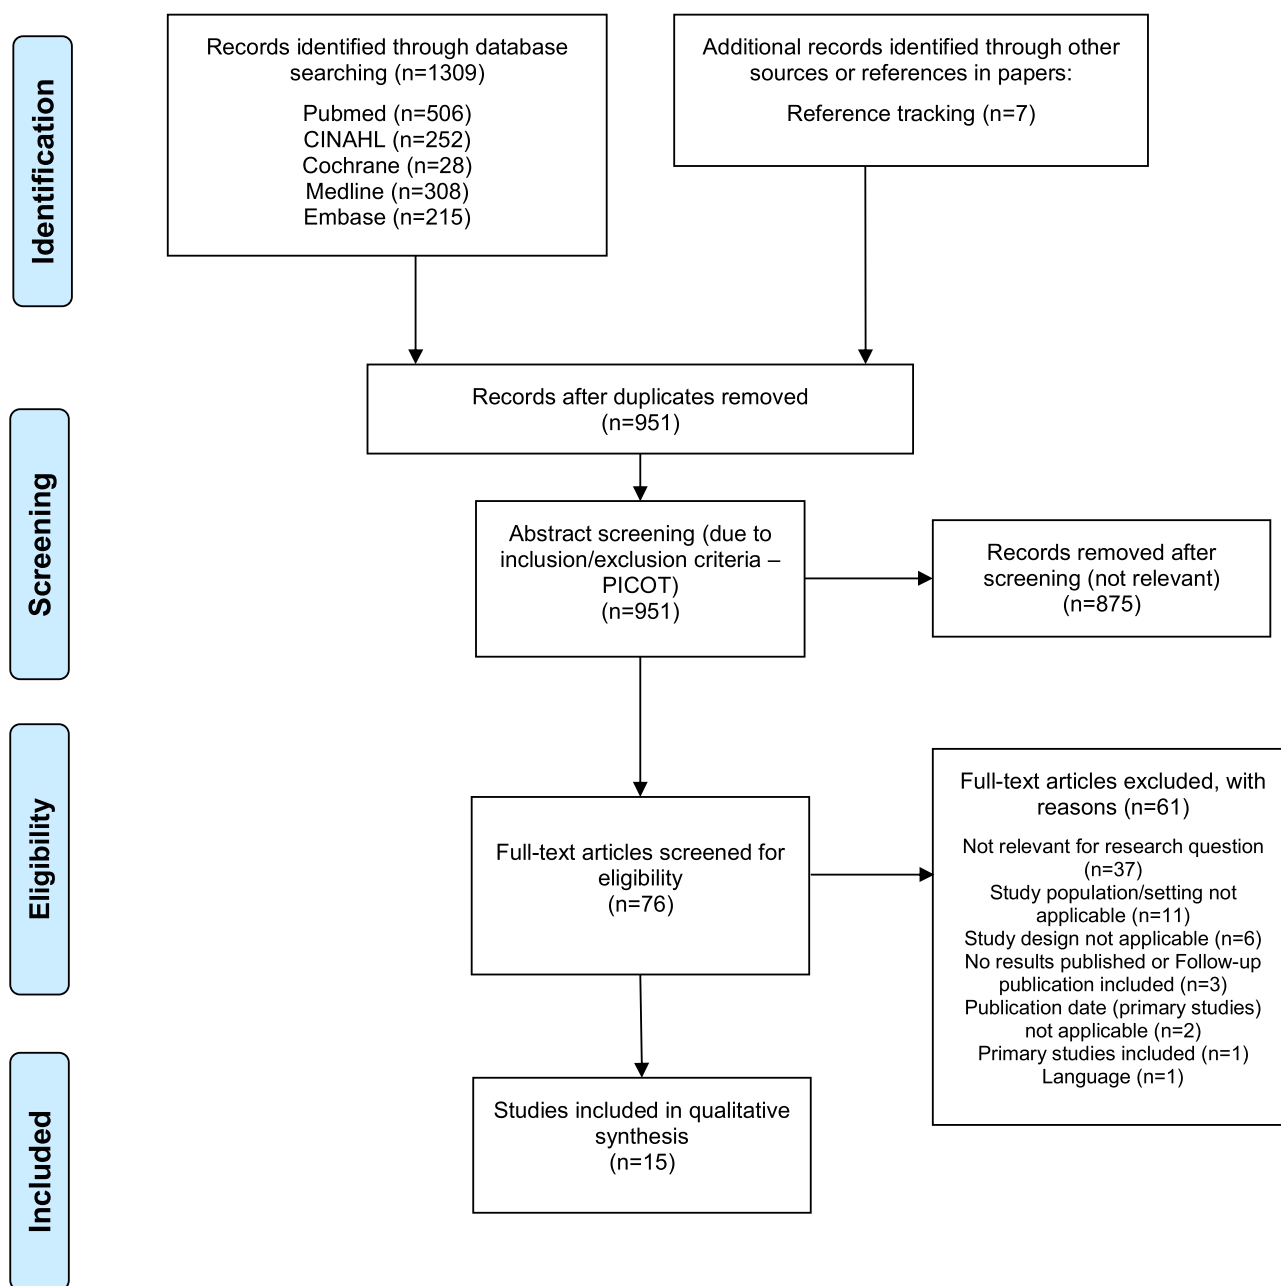 Identification
Records identified through database
searching (n=1309)
Pubmed (n=506)
CINAHL (n=252)
Cochrane (n=28)
Medline (n=308)
Embase (n=215)
Additional records identified through other
sources or references in papers:
Reference tracking (n=7)
Records after duplicates removed
(n=951)
Screening
Abstract screening (due to
inclusion/exclusion criteria –
PICOT)
(n=951)
Records removed after
screening (not relevant)
(n=875)
Eligibility
Full-text articles screened for
eligibility
(n=76)
Full-text articles excluded, with
reasons (n=61)
Not relevant for research question
(n=37)
Study population/setting not
applicable (n=11)
Study design not applicable (n=6)
No results published or Follow-up
publication included (n=3)
Publication date (primary studies)
not applicable (n=2)
Primary studies included (n=1)
Language (n=1)
Included
Studies included in qualitative
synthesis
(n=15)